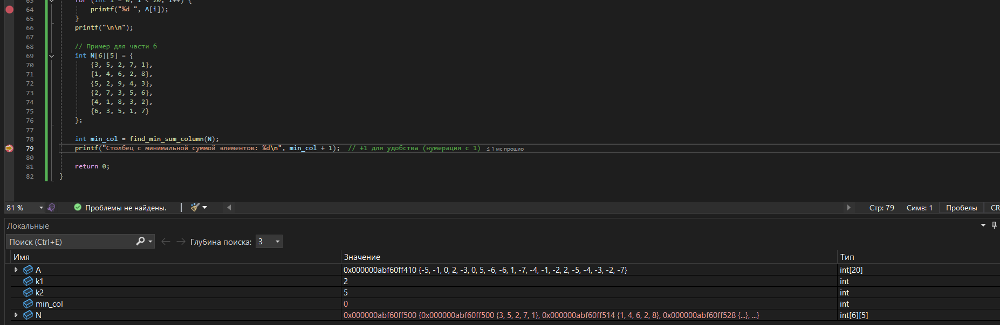 63 for (int i = 0; i < 20; i++) {
64 printf("%d ", A[i]);
65 }
66 printf("\n\n");
67
68 // Пример для части б
69 int N[6][5] = {
70 {3, 5, 2, 7, 1},
71 {1, 4, 6, 2, 8},
72 {5, 2, 9, 4, 3},
73 {2, 7, 3, 5, 6},
74 {4, 1, 8, 3, 2},
75 {6, 3, 5, 1, 7}
76 };
77
78 int min_col = find_min_sum_column(N);
79 printf("Столбец с минимальной суммой элементов: %d\n", min_col + 1); // +1 для удобства (нумерация с 1) ≤ 1 мс прошло
80
81 return 0;
82 }
81 % Проблемы не найдены. Стр: 79 Симв: 1 Пробелы CR
Локальные
Поиск (Ctrl+E) Глубина поиска: 3
Имя Значение Тип
A 0x000000abf60ff410 {-5, -1, 0, 2, -3, 0, 5, -6, -6, 1, -7, -4, -1, -2, 2, -5, -4, -3, -2, -7} int[20]
k1 2 int
k2 5 int
min_col 0 int
N 0x000000abf60ff500 {0x000000abf60ff500 {3, 5, 2, 7, 1}, 0x000000abf60ff514 {1, 4, 6, 2, 8}, 0x000000abf60ff528 {...}, ...} int[6][5]